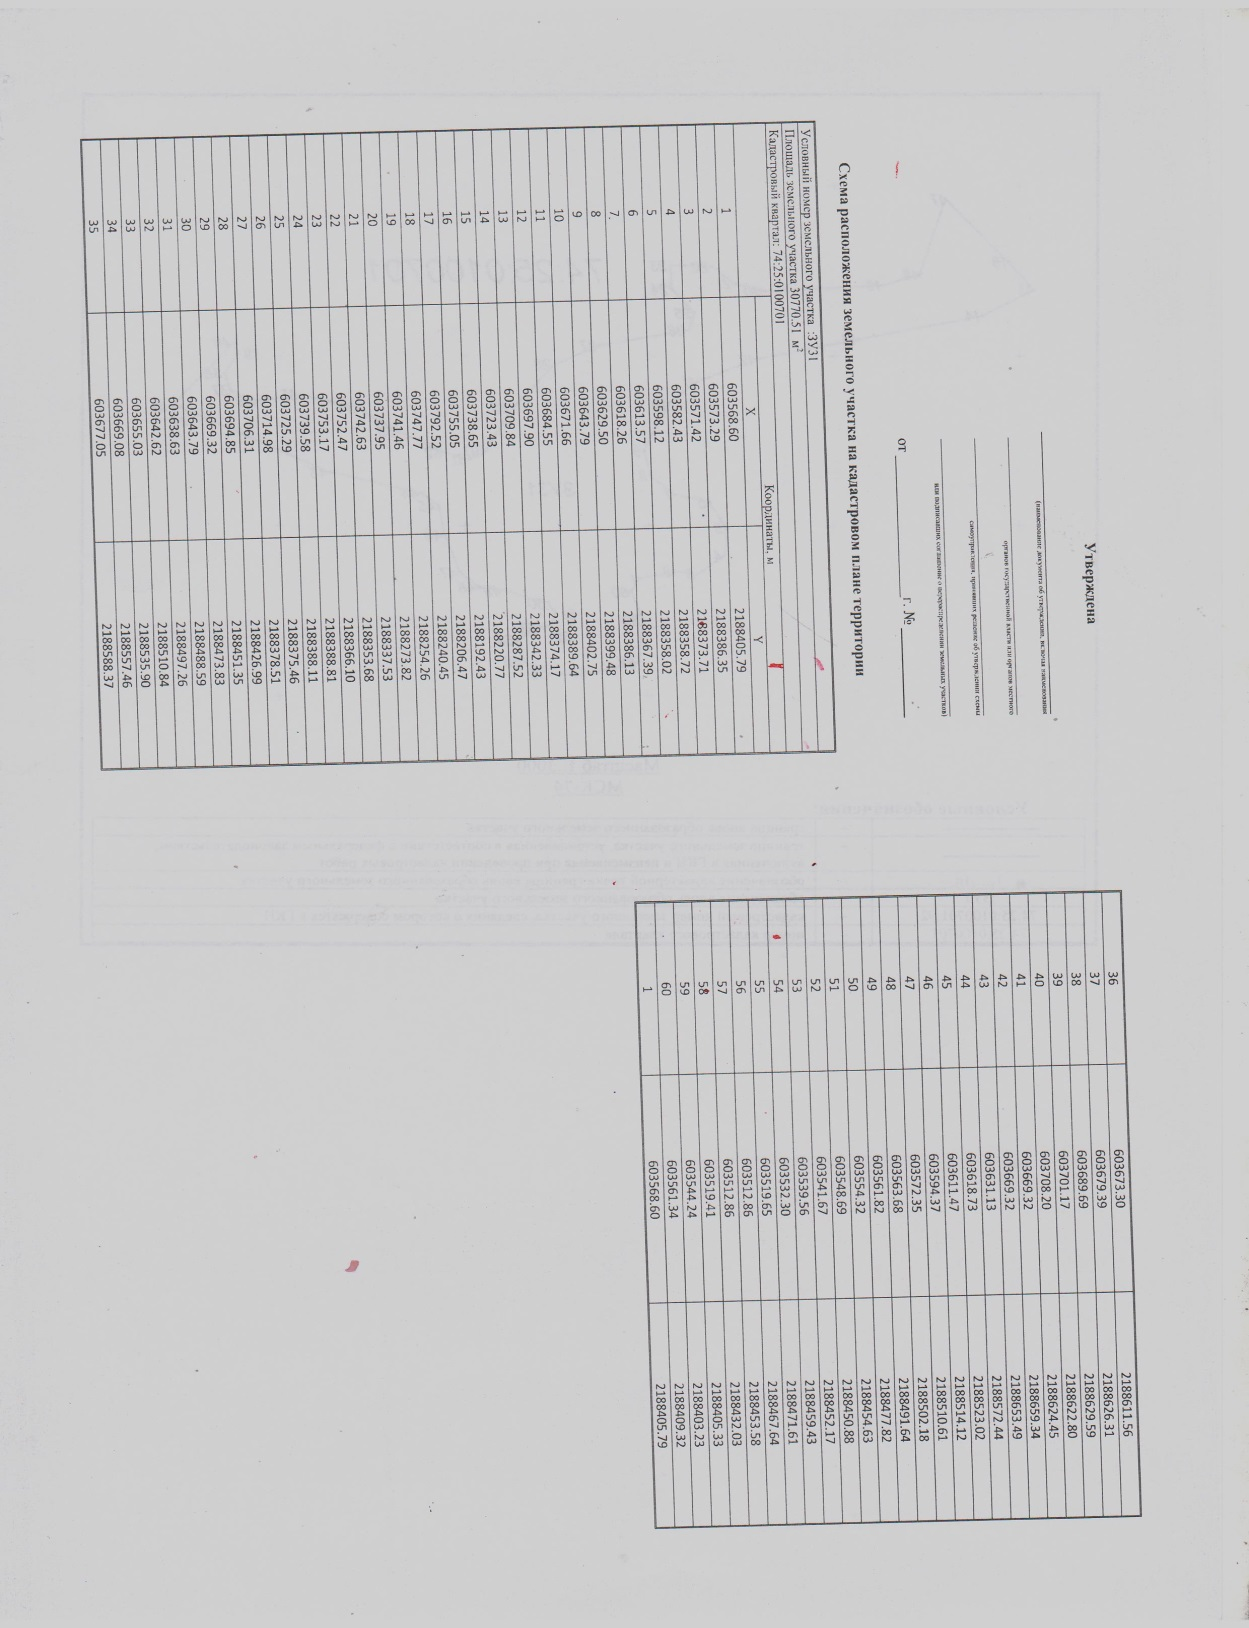 Утверждена
(наименование документа об утверждении, включая наименования
органов государственной власти или органов местного
самоуправления, принявших решение об утверждении схемы
или подписавших соглашение о перераспределении земельных участков)
от г. №
Схема расположения земельного участка на кадастровом плане территории
Условный номер земельного участка :ЗУ31
Площадь земельного участка 30770.51 м²
Кадастровый квартал: 74:25:0100701
Координаты, м
X Y
1 603568.60 2188405.79
2 603573.29 2188386.35
3 603571.42 2188373.71
4 603582.43 2188358.72
5 603598.12 2188358.02
6 603613.57 2188367.39
7 603618.26 2188386.13
8 603629.50 2188399.48
9 603643.79 2188402.75
10 603671.66 2188389.64
11 603684.55 2188374.17
12 603697.90 2188342.33
13 603709.84 2188287.52
14 603723.43 2188220.77
15 603738.65 2188192.43
16 603755.05 2188206.47
17 603792.52 2188240.45
18 603747.77 2188254.26
19 603741.46 2188273.82
20 603737.95 2188337.53
21 603742.63 2188353.68
22 603752.47 2188366.10
23 603753.17 2188388.81
24 603739.58 2188388.11
25 603725.29 2188375.46
26 603714.98 2188378.51
27 603706.31 2188426.99
28 603694.85 2188451.35
29 603669.32 2188473.83
30 603643.79 2188488.59
31 603638.63 2188497.26
32 603642.62 2188510.84
33 603655.03 2188535.90
34 603669.08 2188557.46
35 603677.05 2188588.37
36 603673.30 2188611.56
37 603679.39 2188626.31
38 603689.69 2188629.59
39 603701.17 2188622.80
40 603708.20 2188624.45
41 603669.32 2188659.34
42 603669.32 2188653.49
43 603631.13 2188572.44
44 603618.73 2188523.02
45 603611.47 2188514.12
46 603594.37 2188510.61
47 603572.35 2188502.18
48 603563.68 2188491.64
49 603561.82 2188477.82
50 603554.32 2188454.63
51 603548.69 2188450.88
52 603541.67 2188452.17
53 603539.56 2188459.43
54 603532.30 2188471.61
55 603519.65 2188467.64
56 603512.86 2188453.58
57 603512.86 2188432.03
58 603519.41 2188405.33
59 603544.24 2188403.23
60 603561.34 2188409.32
1 603568.60 2188405.79